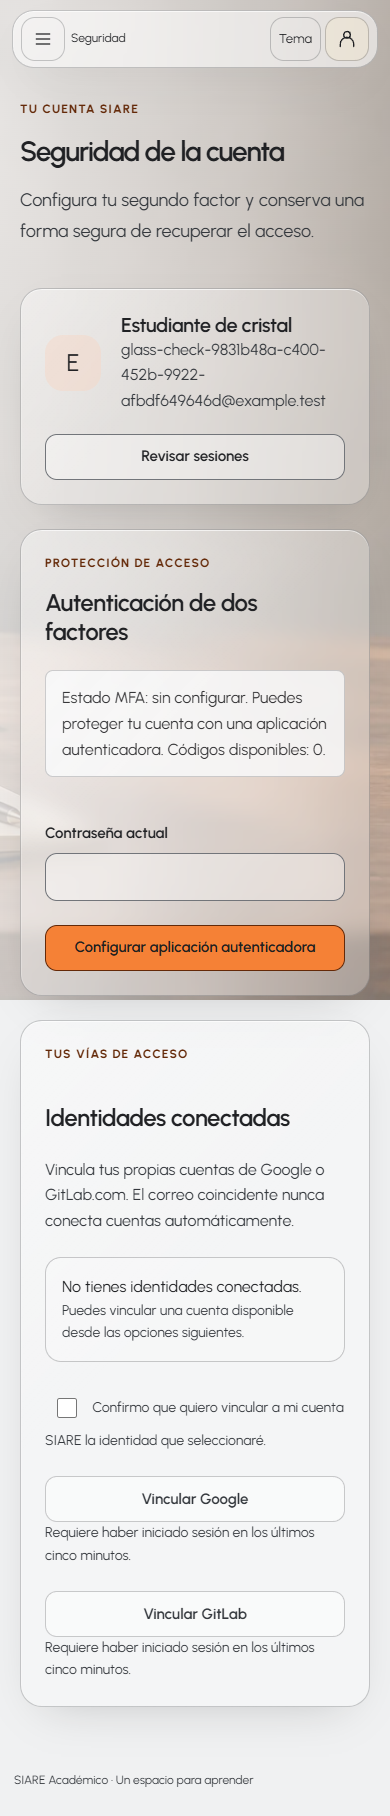 Seguridad
Tema
TU CUENTA SIARE
Seguridad de la cuenta
Configura tu segundo factor y conserva una
forma segura de recuperar el acceso.
E
Estudiante de cristal
glass-check-9831b48a-c400-
452b-9922-
afbdf649646d@example.test
Revisar sesiones
PROTECCIÓN DE ACCESO
Autenticación de dos
factores
Estado MFA: sin configurar. Puedes
proteger tu cuenta con una aplicación
autenticadora. Códigos disponibles: 0.
Contraseña actual
Configurar aplicación autenticadora
TUS VÍAS DE ACCESO
Identidades conectadas
Vincula tus propias cuentas de Google o
GitLab.com. El correo coincidente nunca
conecta cuentas automáticamente.
No tienes identidades conectadas.
Puedes vincular una cuenta disponible
desde las opciones siguientes.
Confirmo que quiero vincular a mi cuenta
SIARE la identidad que seleccionaré.
Vincular Google
Requiere haber iniciado sesión en los últimos
cinco minutos.
Vincular GitLab
Requiere haber iniciado sesión en los últimos
cinco minutos.
SIARE Académico · Un espacio para aprender